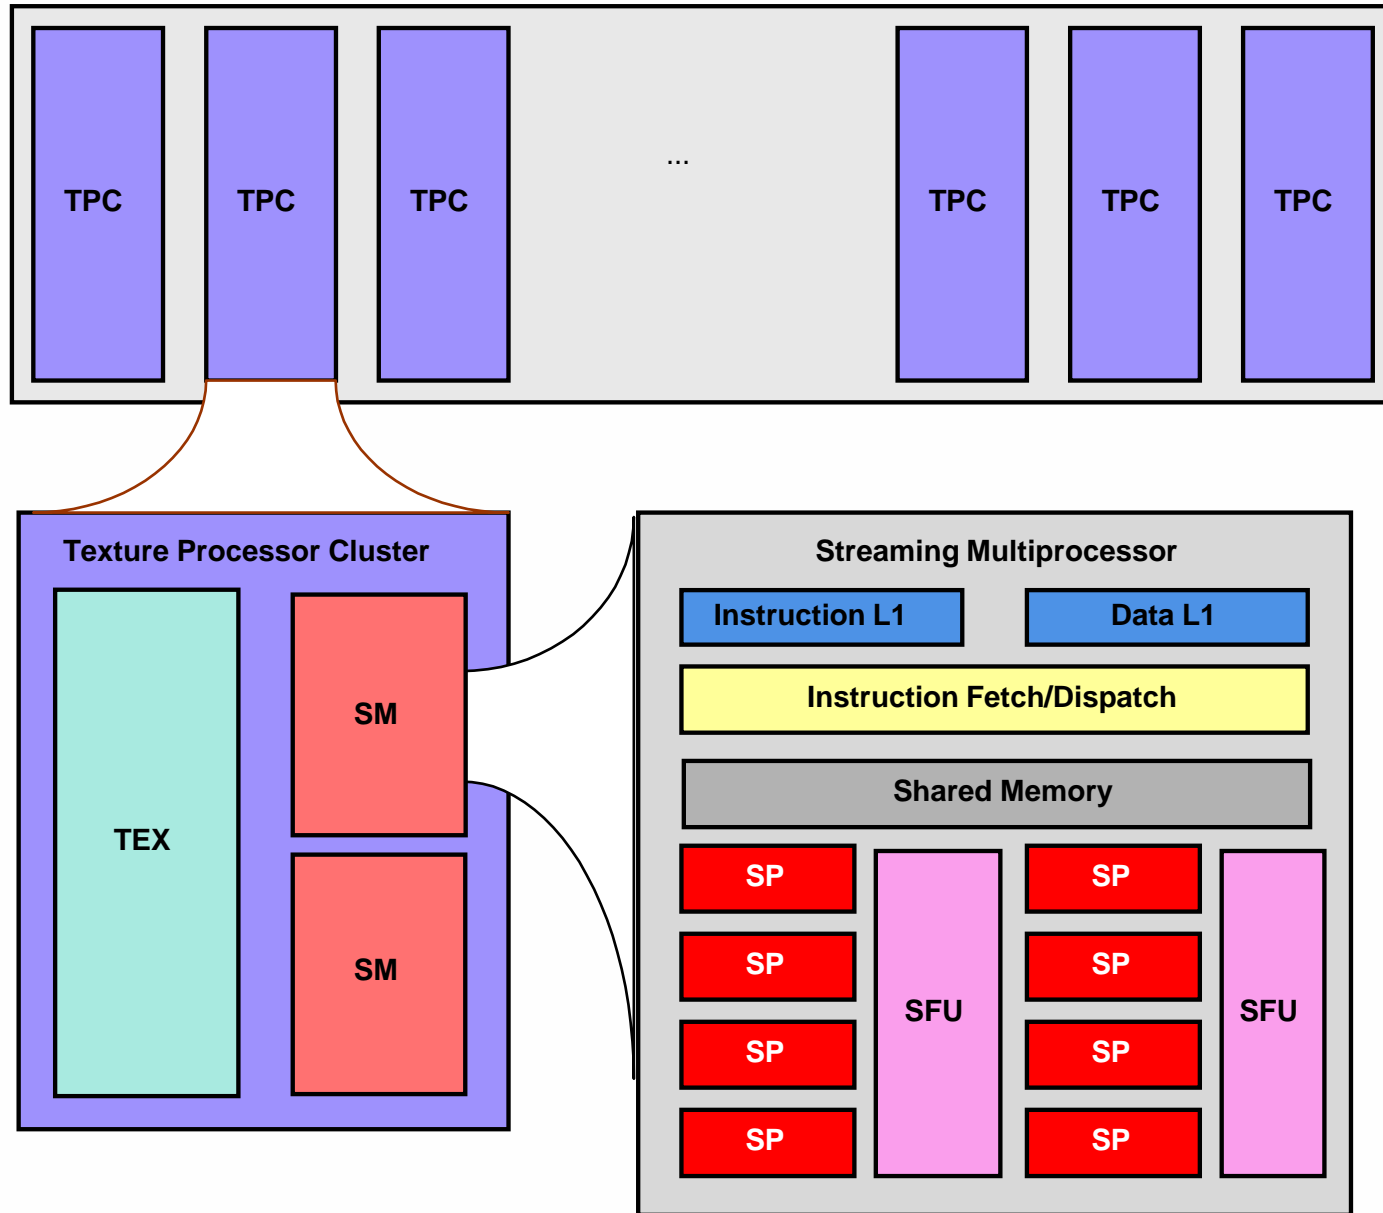 TPC TPC TPC ... TPC TPC TPC
Texture Processor Cluster
TEX
SM
SM
Streaming Multiprocessor
Instruction L1 Data L1
Instruction Fetch/Dispatch
Shared Memory
SP SP
SP SP
SFU SFU
SP SP
SP SP